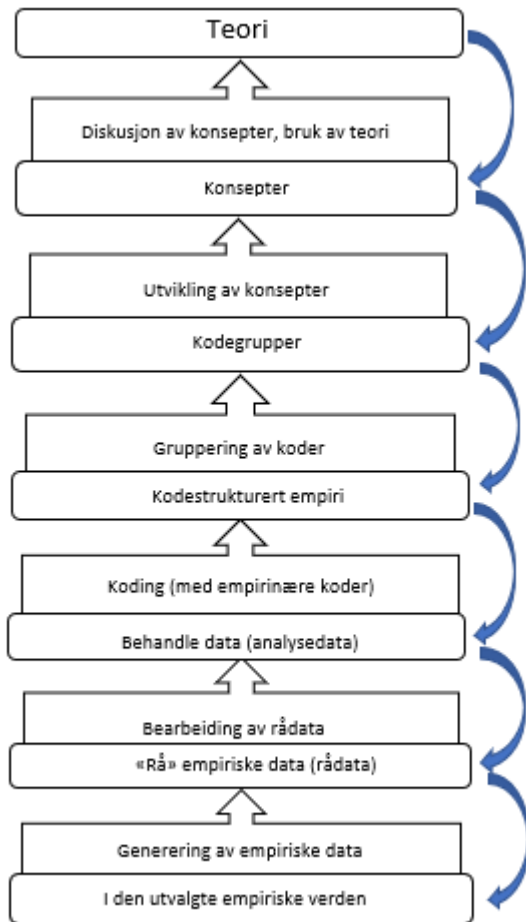 Teori
Diskusjon av konsepter, bruk av teori
Konsepter
Utvikling av konsepter
Kodegrupper
Gruppering av koder
Kodestrukturert empiri
Koding (med empirinære koder)
Behandle data (analysedata)
Bearbeiding av rådata
«Rå» empiriske data (rådata)
Generering av empiriske data
I den utvalgte empiriske verden